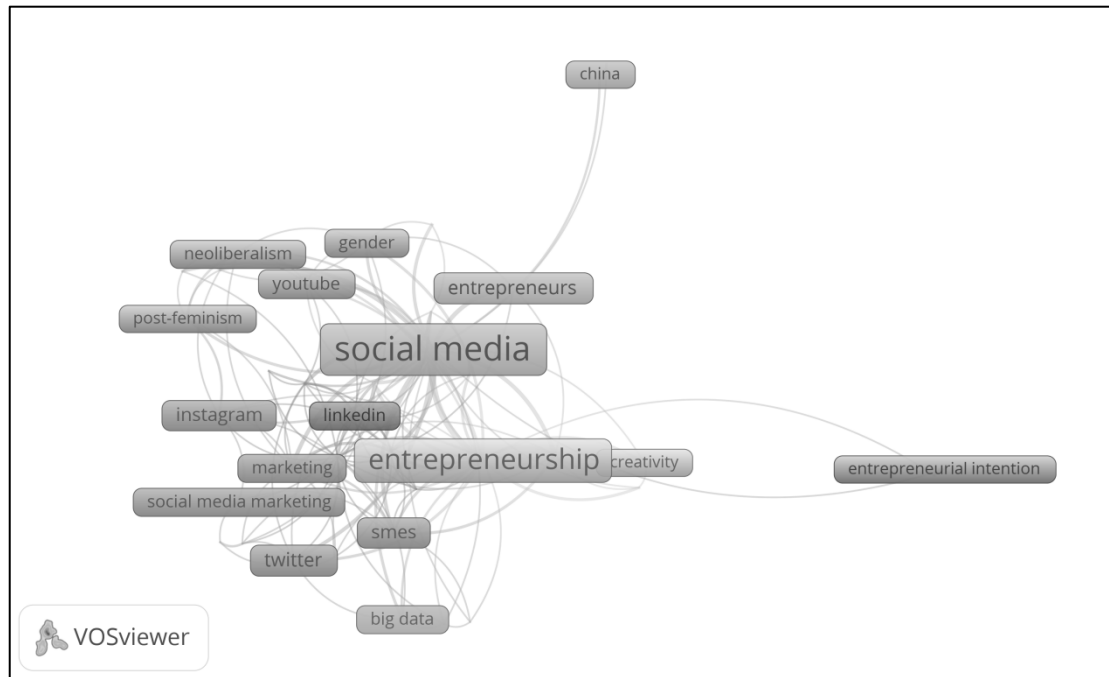 china
gender
neoliberalism
youtube
entrepreneurs
post-feminism
social media
instagram
linkedin
entrepreneurship
creativity
marketing
entrepreneurial intention
social media marketing
smes
twitter
big data
VOSviewer